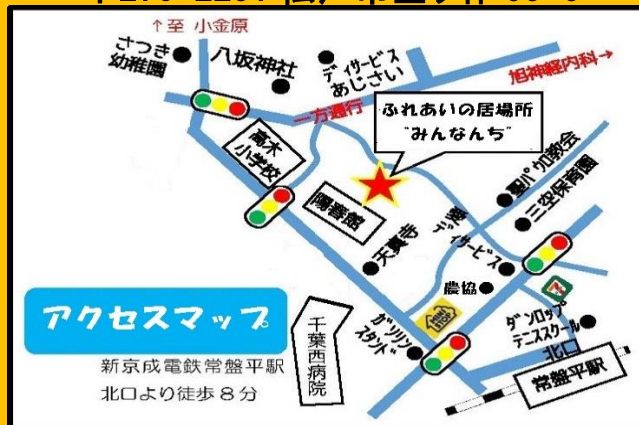 ↑至 小金原
さつき
幼稚園
八坂神社
デイサービス
あじさい
旭神経内科→
一方通行
ふれあいの居場所
"みんなんち"
高木
小学校
陽春館
聖パウロ教会
三空保育園
愛
デイサービス
天真寺
農協
MINI
STOP
ガソリン
スタンド
ダンロップ
テニススクール
北口
常盤平駅
千葉西病院
アクセスマップ
新京成電鉄常盤平駅
北口より徒歩8分